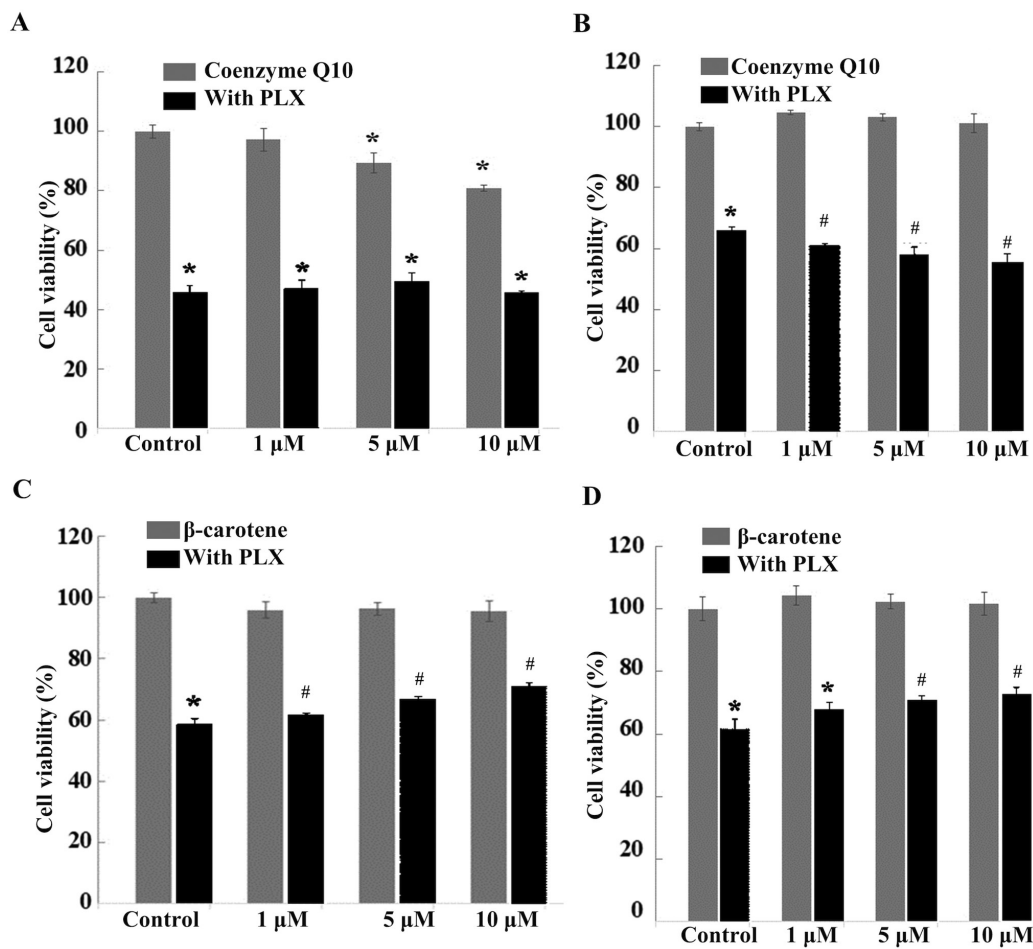 A
120
100
80
60
40
20
0
Cell viability (%)
Coenzyme Q10
With PLX
*
*
*
*
*
*
Control 1 µM 5 µM 10 µM
B
120
100
80
60
40
20
0
Cell viability (%)
Coenzyme Q10
With PLX
*
#
#
#
Control 1 µM 5 µM 10 µM
C
120
100
80
60
40
20
0
Cell viability (%)
β-carotene
With PLX
*
#
#
#
Control 1 µM 5 µM 10 µM
D
120
100
80
60
40
20
0
Cell viability (%)
β-carotene
With PLX
*
*
#
#
Control 1 µM 5 µM 10 µM